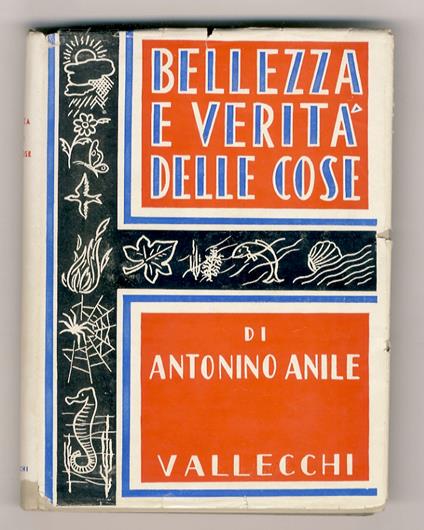 BELLEZZA
E VERITÀ
DELLE COSE
DI
ANTONINO ANILE
VALLECCHI